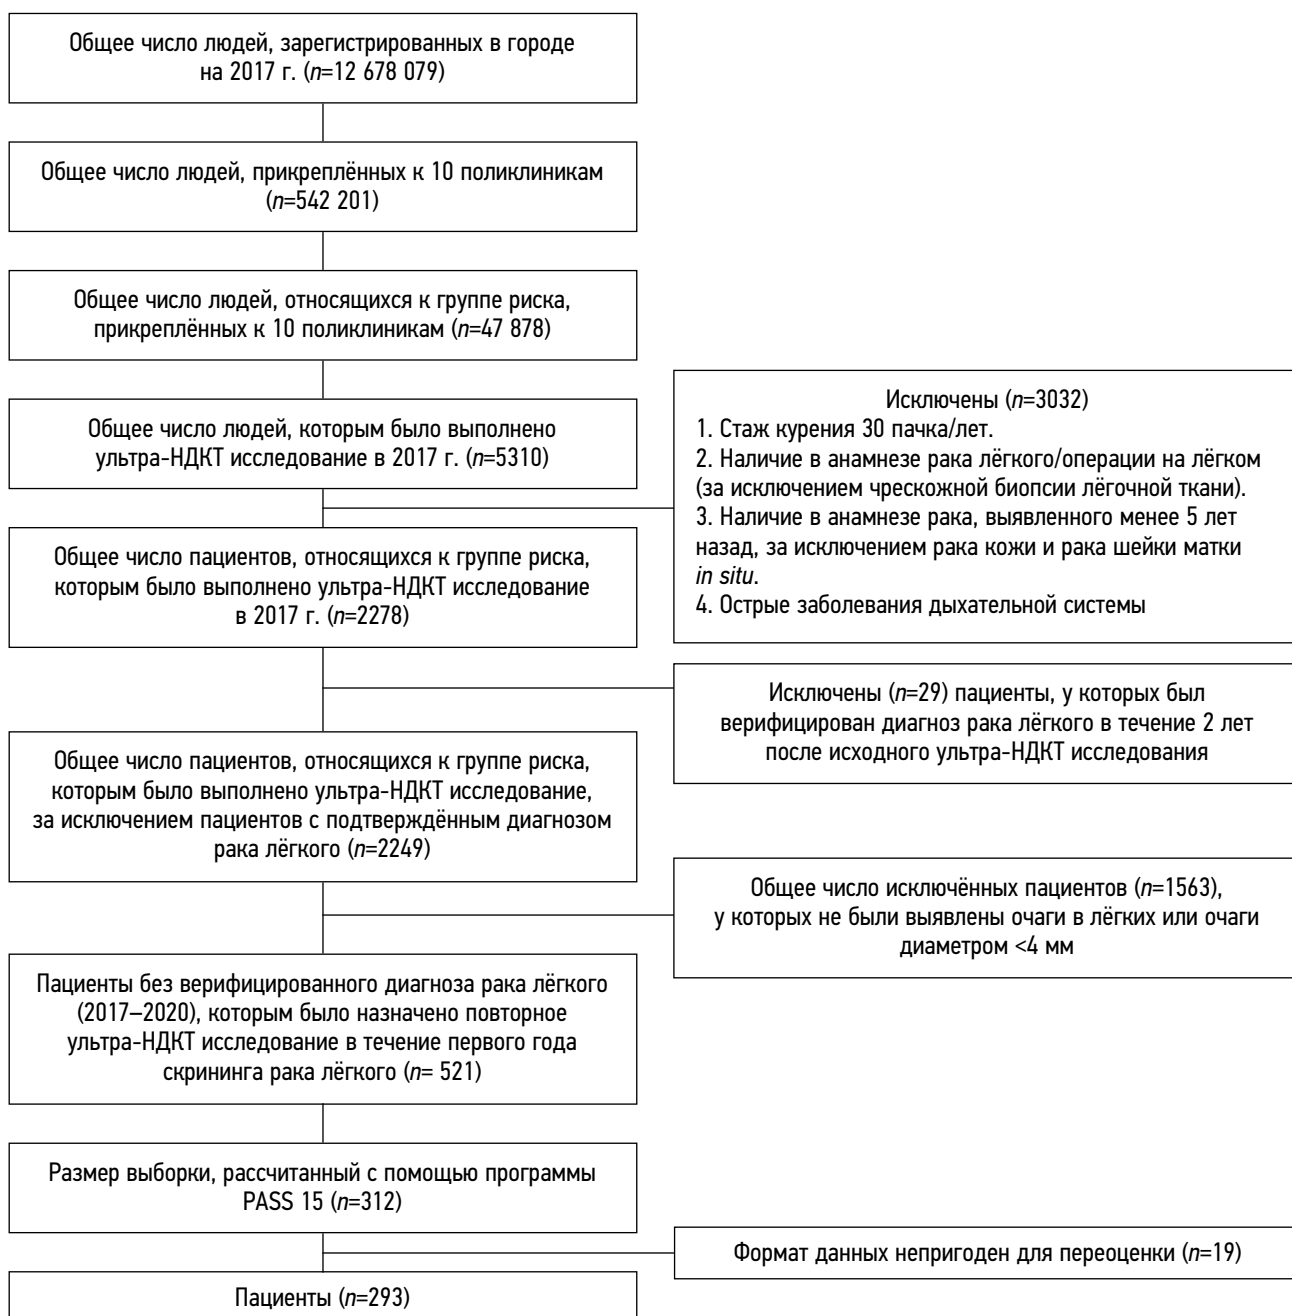 Общее число людей, зарегистрированных в городе
на 2017 г. (n=12 678 079)
Общее число людей, прикреплённых к 10 поликлиникам
(n=542 201)
Общее число людей, относящихся к группе риска,
прикреплённых к 10 поликлиникам (n=47 878)
Общее число людей, которым было выполнено
ультра-НДКТ исследование в 2017 г. (n=5310)
Исключены (n=3032)
1. Стаж курения 30 пачка/лет.
2. Наличие в анамнезе рака лёгкого/операции на лёгком
(за исключением чрескожной биопсии лёгочной ткани).
3. Наличие в анамнезе рака, выявленного менее 5 лет
назад, за исключением рака кожи и рака шейки матки
in situ.
4. Острые заболевания дыхательной системы
Общее число пациентов, относящихся к группе риска,
которым было выполнено ультра-НДКТ исследование
в 2017 г. (n=2278)
Исключены (n=29) пациенты, у которых был
верифицирован диагноз рака лёгкого в течение 2 лет
после исходного ультра-НДКТ исследования
Общее число пациентов, относящихся к группе риска,
которым было выполнено ультра-НДКТ исследование,
за исключением пациентов с подтверждённым диагнозом
рака лёгкого (n=2249)
Общее число исключённых пациентов (n=1563),
у которых не были выявлены очаги в лёгких или очаги
диаметром <4 мм
Пациенты без верифицированного диагноза рака лёгкого
(2017–2020), которым было назначено повторное
ультра-НДКТ исследование в течение первого года
скрининга рака лёгкого (n= 521)
Размер выборки, рассчитанный с помощью программы
PASS 15 (n=312)
Формат данных непригоден для переоценки (n=19)
Пациенты (n=293)